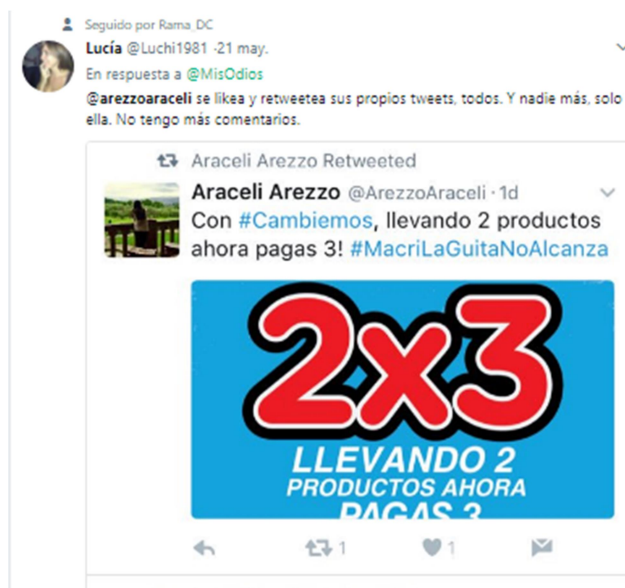 Seguido por Rama_DC
Lucía @Luchi1981 ·21 may.
En respuesta a @MisOdios
@arezzoaraceli se likea y retweetea sus propios tweets, todos. Y nadie más, solo
ella. No tengo más comentarios.
Araceli Arezzo Retweeted
Araceli Arezzo @ArezzoAraceli · 1d
Con #Cambiemos, llevando 2 productos
ahora pagas 3! #MacriLaGuitaNoAlcanza
2x3
LLEVANDO 2
PRODUCTOS AHORA
PAGAS 3
1 1